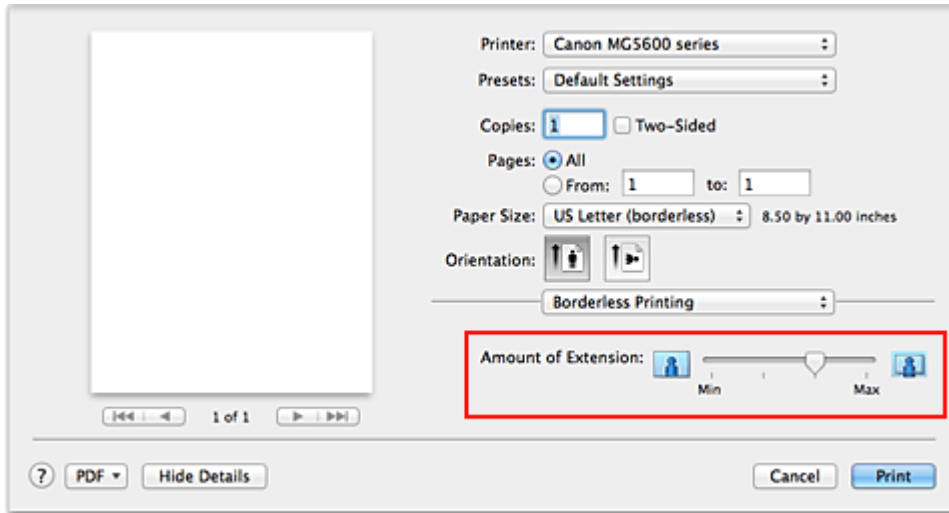 Printer: Canon MG5600 series
Presets: Default Settings
Copies: 1 Two-Sided
Pages: All
From: 1 to: 1
Paper Size: US Letter (borderless) 8.50 by 11.00 inches
Orientation:
Borderless Printing
Amount of Extension:
Min Max
1 of 1
? PDF Hide Details Cancel Print